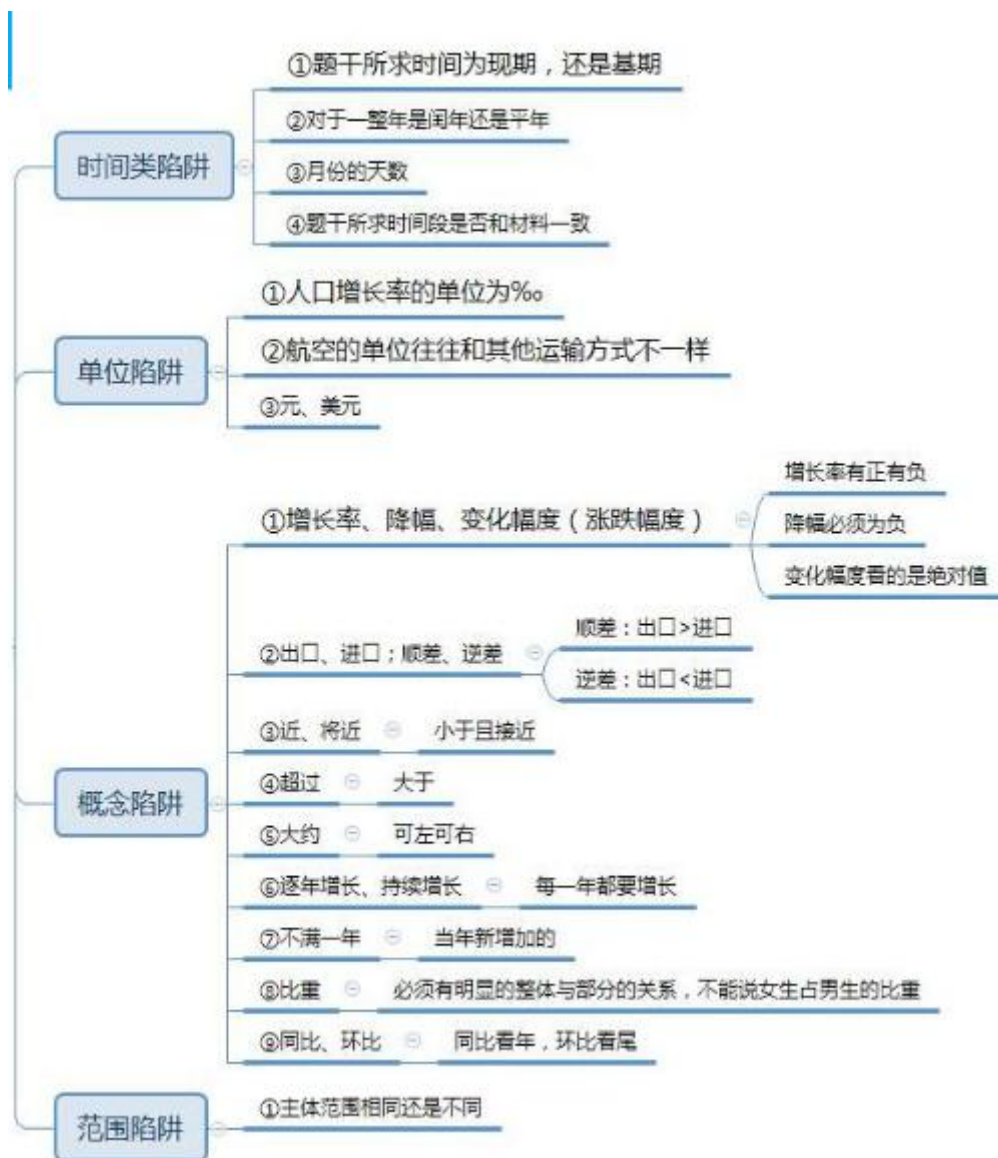 时间类陷阱
①题干所求时间为现期，还是基期
②对于一整年是闰年还是平年
③月份的天数
④题干所求时间段是否和材料一致
单位陷阱
①人口增长率的单位为‰
②航空的单位往往和其他运输方式不一样
③元、美元
概念陷阱
①增长率、降幅、变化幅度（涨跌幅度）
增长率有正有负
降幅必须为负
变化幅度看的是绝对值
②出口、进口；顺差、逆差
顺差：出口>进口
逆差：出口<进口
③近、将近
小于且接近
④超过
大于
⑤大约
可左可右
⑥逐年增长、持续增长
每一年都要增长
⑦不满一年
当年新增加的
⑧比重
必须有明显的整体与部分的关系，不能说女生占男生的比重
⑨同比、环比
同比看年，环比看尾
范围陷阱
①主体范围相同还是不同